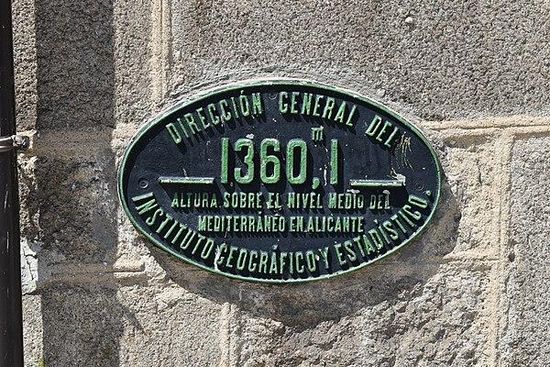 DIRECCIÓN GENERAL DEL
m
1360,1
ALTURA SOBRE EL NIVEL MEDIO DEL
MEDITERRÁNEO EN ALICANTE
INSTITUTO GEOGRÁFICO Y ESTADÍSTICO.